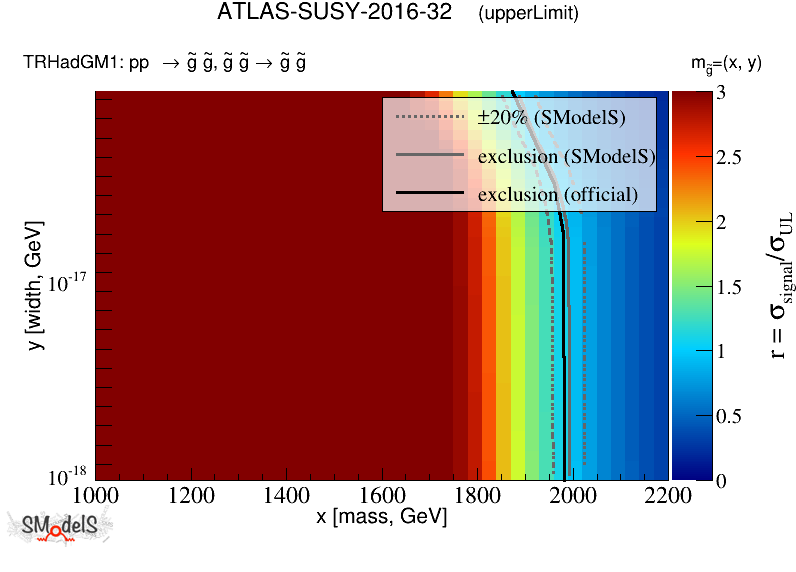 ATLAS-SUSY-2016-32 (upperLimit)
TRHadGM1: pp → g̃ g̃, g̃ g̃ → g̃ g̃
m_g̃=(x, y)
±20% (SModelS)
exclusion (SModelS)
exclusion (official)
y [width, GeV]
10⁻¹⁷
10⁻¹⁸
1000 1200 1400 1600 1800 2000 2200
x [mass, GeV]
3
2.5
2
1.5
1
0.5
0
r = σ_signal/σ_UL
SModelS